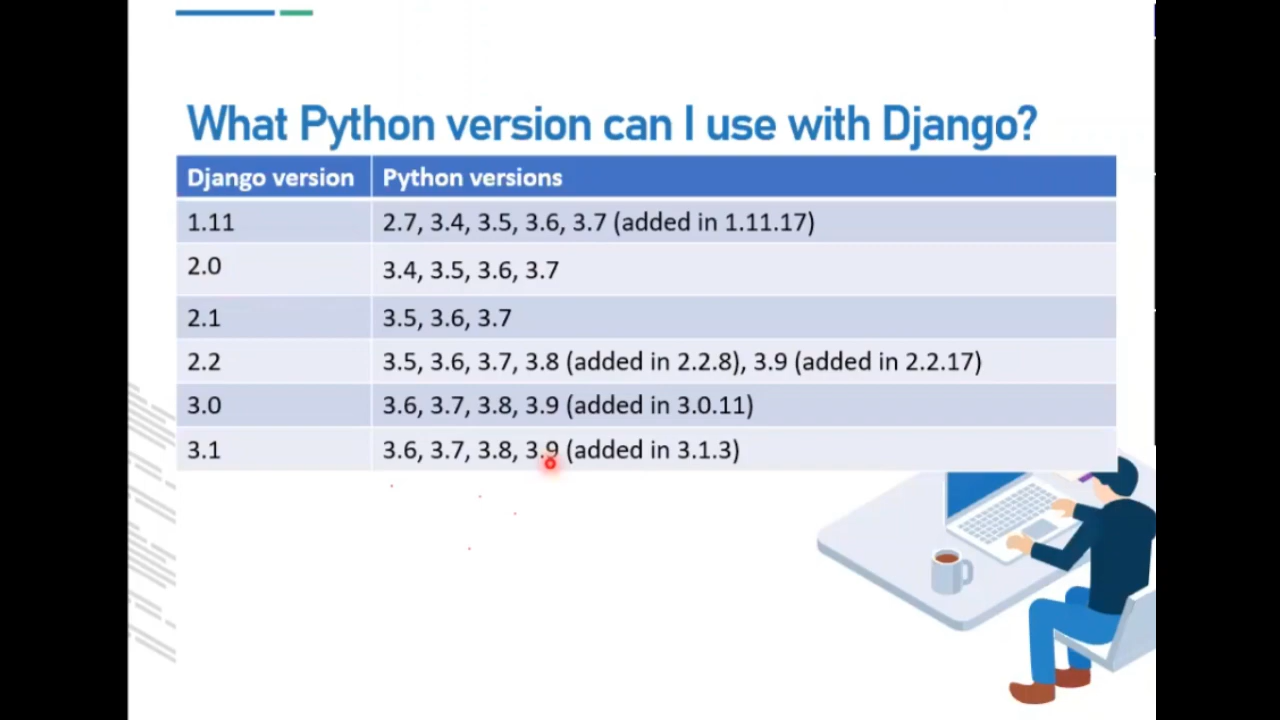 What Python version can I use with Django?
Django version Python versions
1.11 2.7, 3.4, 3.5, 3.6, 3.7 (added in 1.11.17)
2.0 3.4, 3.5, 3.6, 3.7
2.1 3.5, 3.6, 3.7
2.2 3.5, 3.6, 3.7, 3.8 (added in 2.2.8), 3.9 (added in 2.2.17)
3.0 3.6, 3.7, 3.8, 3.9 (added in 3.0.11)
3.1 3.6, 3.7, 3.8, 3.9 (added in 3.1.3)